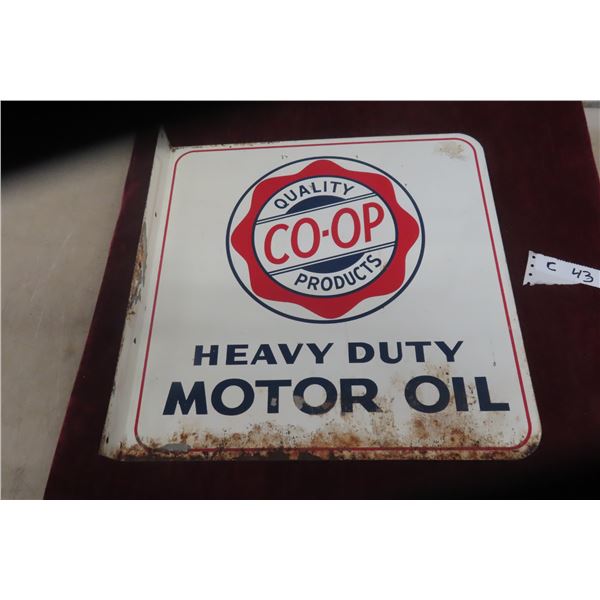 QUALITY
CO-OP
PRODUCTS
HEAVY DUTY
MOTOR OIL
C 43